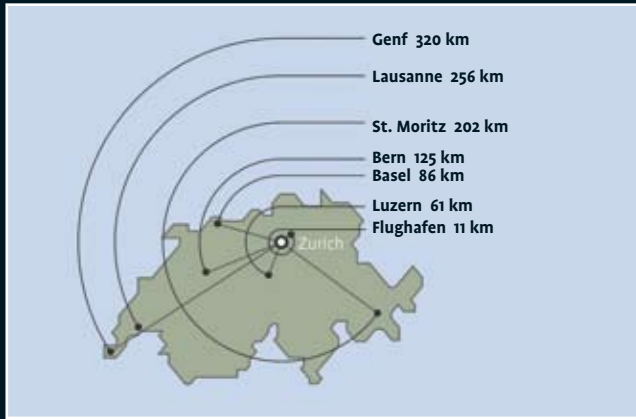 Genf 320 km
Lausanne 256 km
St. Moritz 202 km
Bern 125 km
Basel 86 km
Luzern 61 km
Flughafen 11 km
Zurich